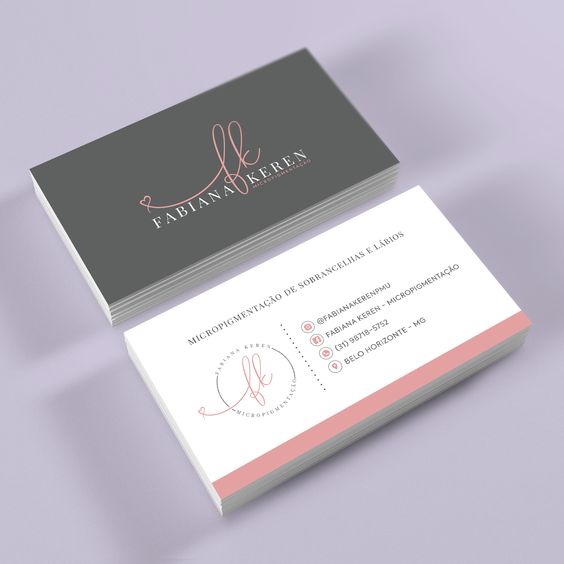 fk
FABIANA KEREN
MICROPIGMENTAÇÃO
MICROPIGMENTAÇÃO DE SOBRANCELHAS E LÁBIOS
FABIANA KEREN
fk
MICROPIGMENTAÇÃO
@FABIANAKERENPMU
FABIANA KEREN - MICROPIGMENTAÇÃO
(31) 98718-5752
BELO HORIZONTE - MG